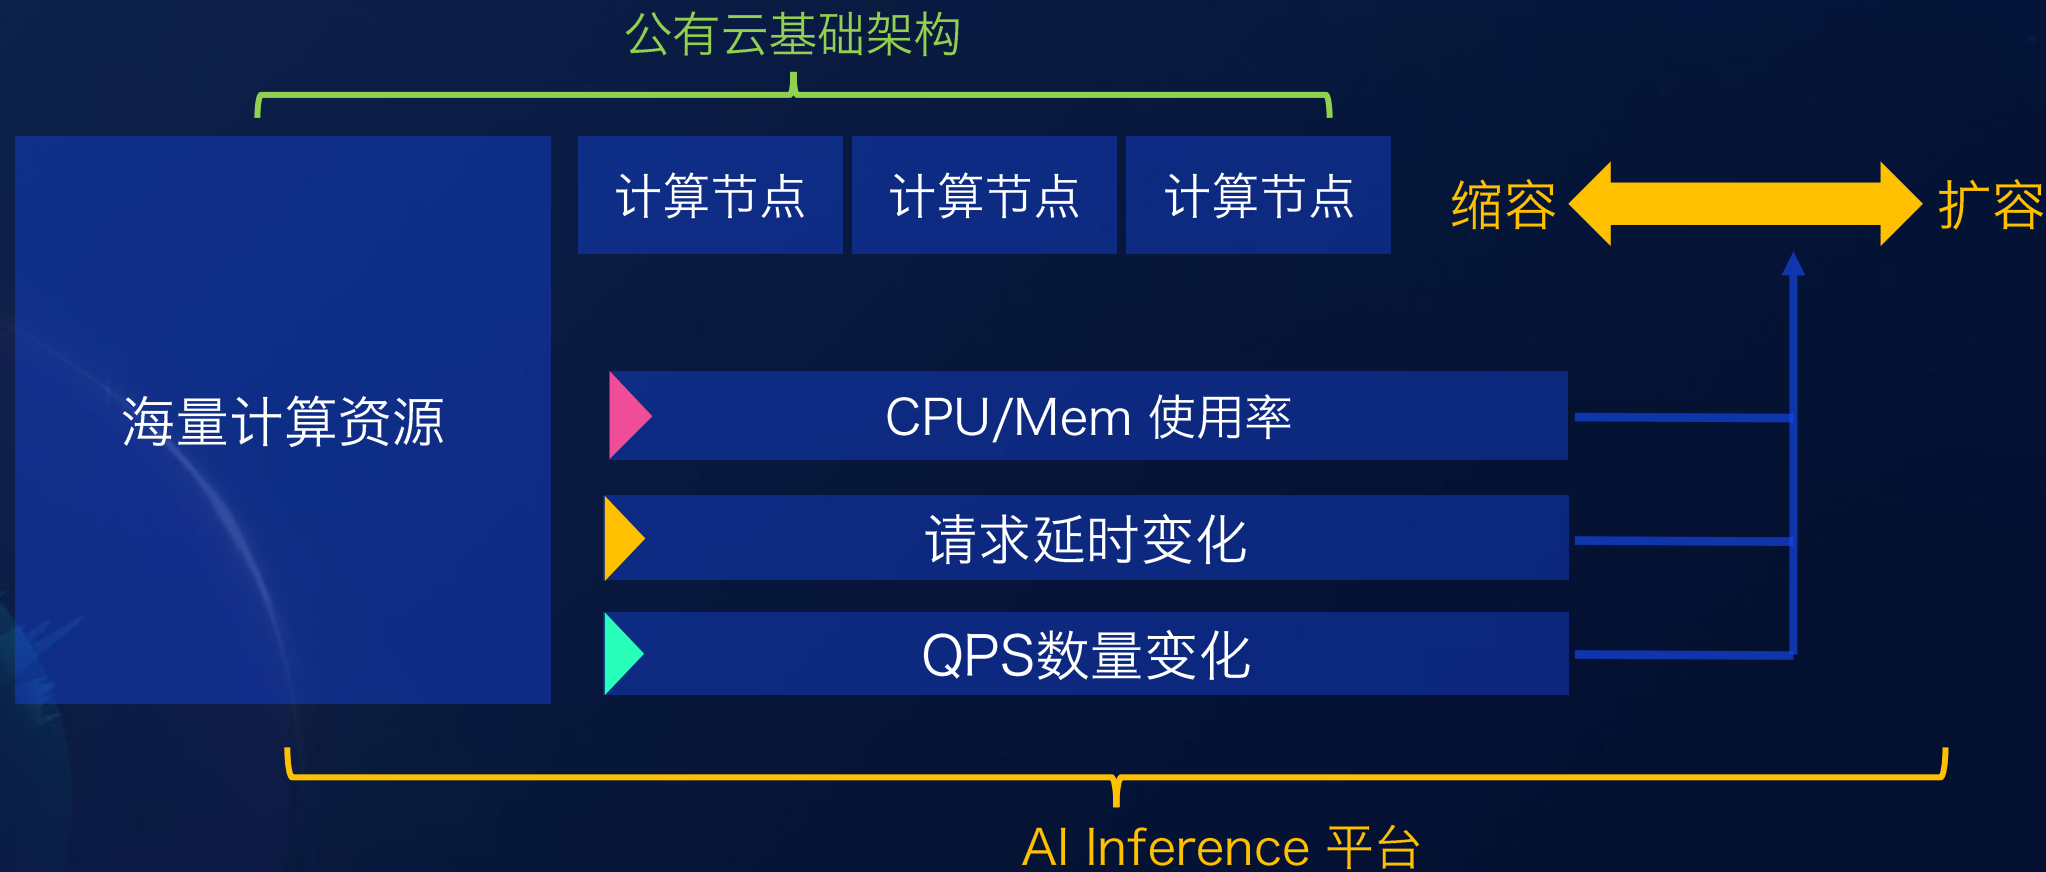 公有云基础架构
计算节点 计算节点 计算节点
缩容 扩容
海量计算资源
CPU/Mem 使用率
请求延时变化
QPS数量变化
AI Inference 平台